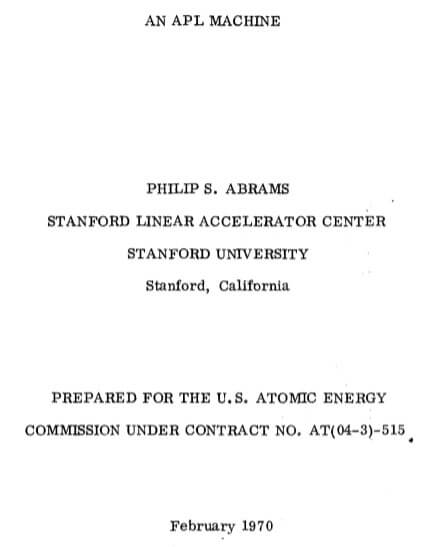 AN APL MACHINE
PHILIP S. ABRAMS
STANFORD LINEAR ACCELERATOR CENTER
STANFORD UNIVERSITY
Stanford, California
PREPARED FOR THE U.S. ATOMIC ENERGY
COMMISSION UNDER CONTRACT NO. AT(04-3)-515
February 1970